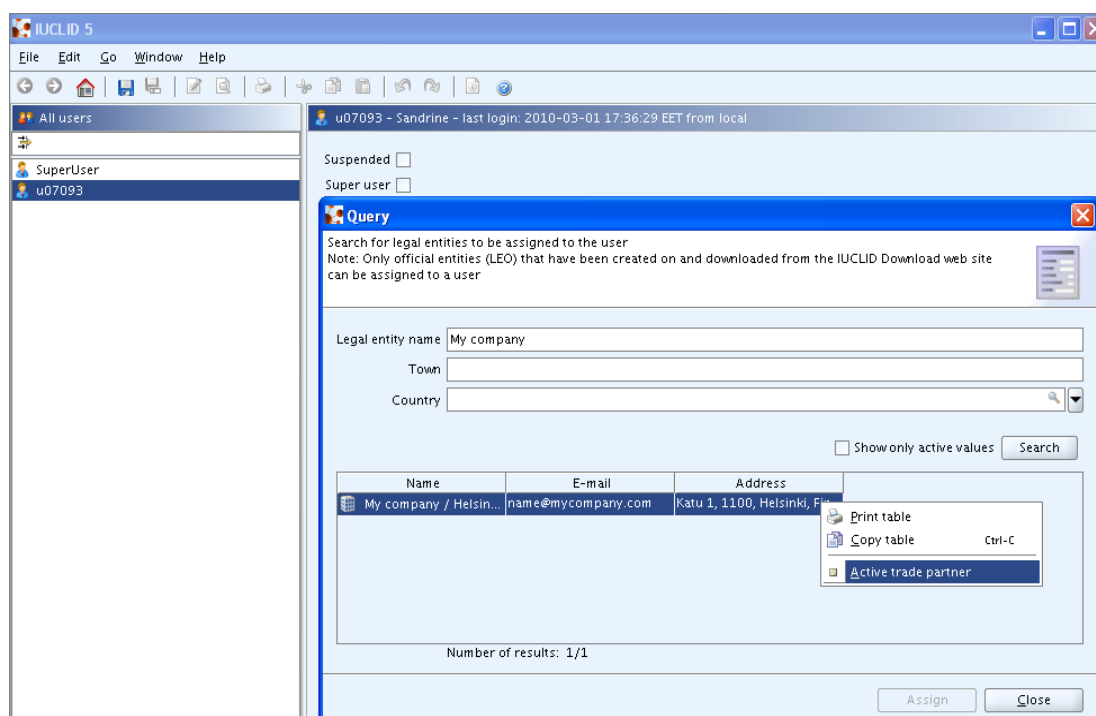 IUCLID 5
File Edit Go Window Help
All users
u07093 - Sandrine - last login: 2010-03-01 17:36:29 EET from local
SuperUser
u07093
Suspended
Super user
Query
Search for legal entities to be assigned to the user
Note: Only official entities (LEO) that have been created on and downloaded from the IUCLID Download web site
can be assigned to a user
Legal entity name My company
Town
Country
Show only active values Search
Name E-mail Address
My company / Helsin... name@mycompany.com Katu 1, 1100, Helsinki,
Print table
Copy table Ctrl-C
Active trade partner
Number of results: 1/1
Assign Close